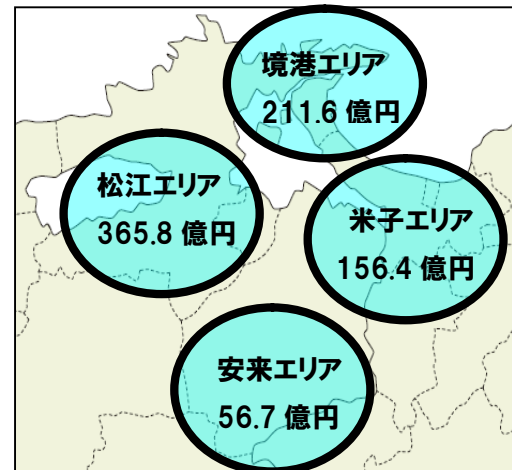 境港エリア
211.6 億円
松江エリア
365.8 億円
米子エリア
156.4 億円
安来エリア
56.7 億円